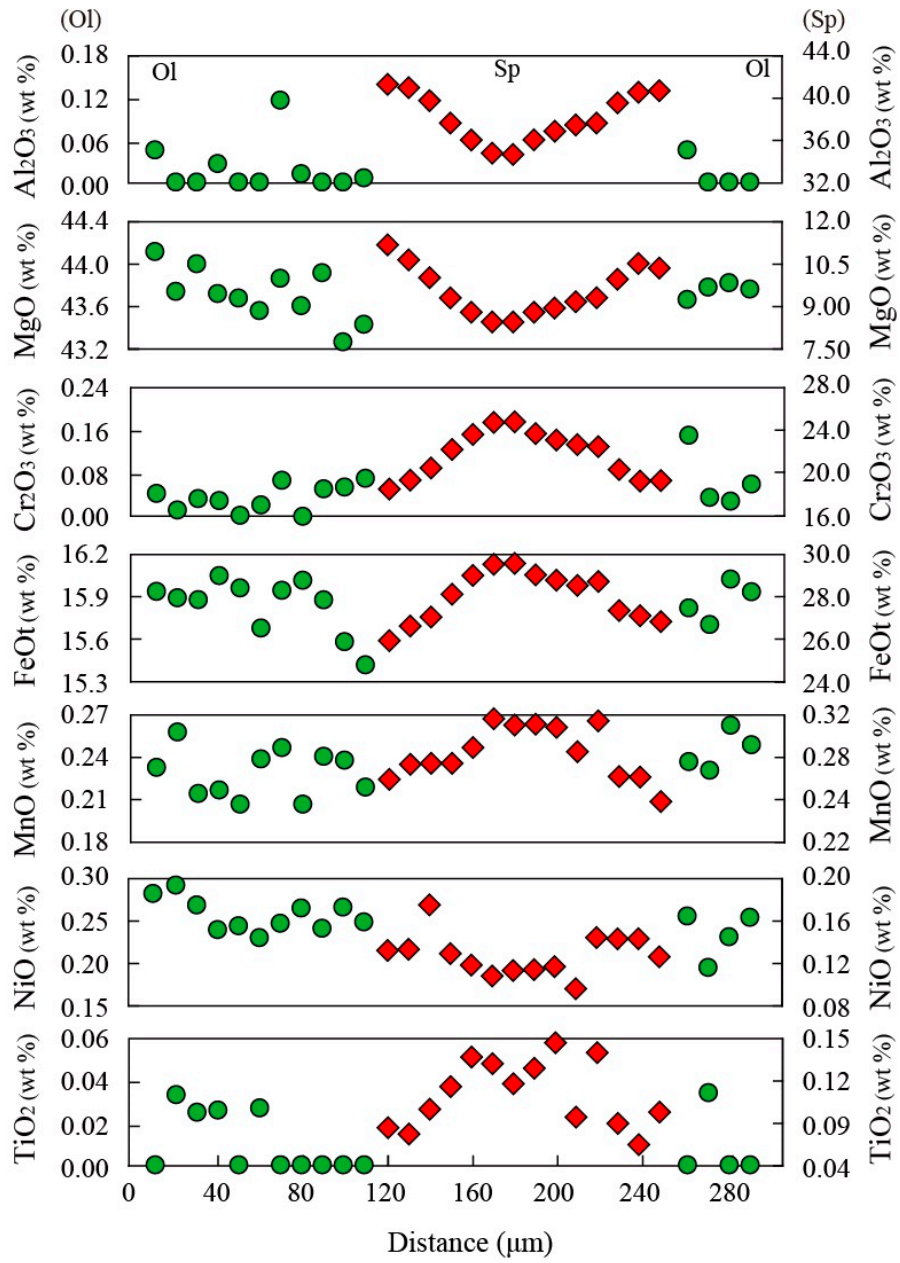 (Ol) (Sp)
Ol Sp Ol
Al2O3 (wt %) 0.18 0.12 0.06 0.00 44.0 40.0 36.0 32.0 Al2O3 (wt %)
MgO (wt %) 44.4 44.0 43.6 43.2 12.0 10.5 9.00 7.50 MgO (wt %)
Cr2O3 (wt %) 0.24 0.16 0.08 0.00 28.0 24.0 20.0 16.0 Cr2O3 (wt %)
FeOt (wt %) 16.2 15.9 15.6 15.3 30.0 28.0 26.0 24.0 FeOt (wt %)
MnO (wt %) 0.27 0.24 0.21 0.18 0.32 0.28 0.24 0.22 MnO (wt %)
NiO (wt %) 0.30 0.25 0.20 0.15 0.20 0.16 0.12 0.08 NiO (wt %)
TiO2 (wt %) 0.06 0.04 0.02 0.00 0.15 0.12 0.09 0.04 TiO2 (wt %)
0 40 80 120 160 200 240 280
Distance (μm)